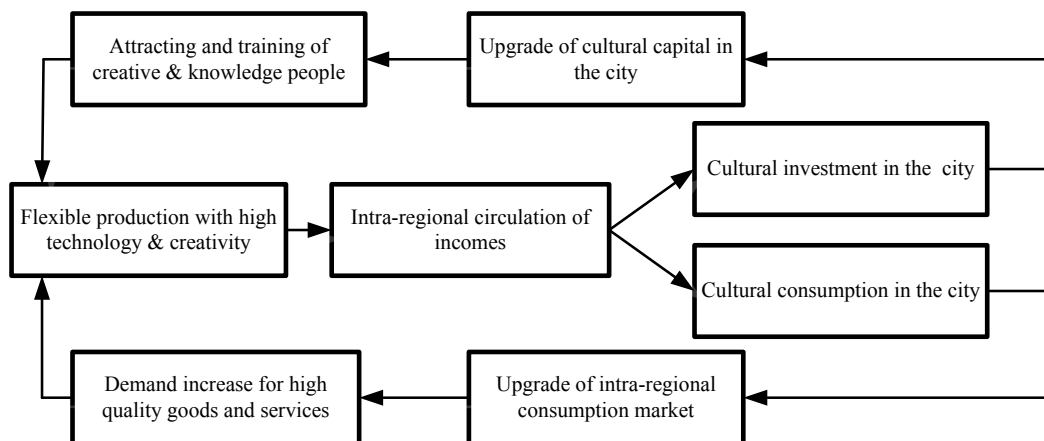 Attracting and training of
creative & knowledge people
Upgrade of cultural capital in
the city
Cultural investment in the city
Flexible production with high
technology & creativity
Intra-regional circulation of
incomes
Cultural consumption in the city
Demand increase for high
quality goods and services
Upgrade of intra-regional
consumption market